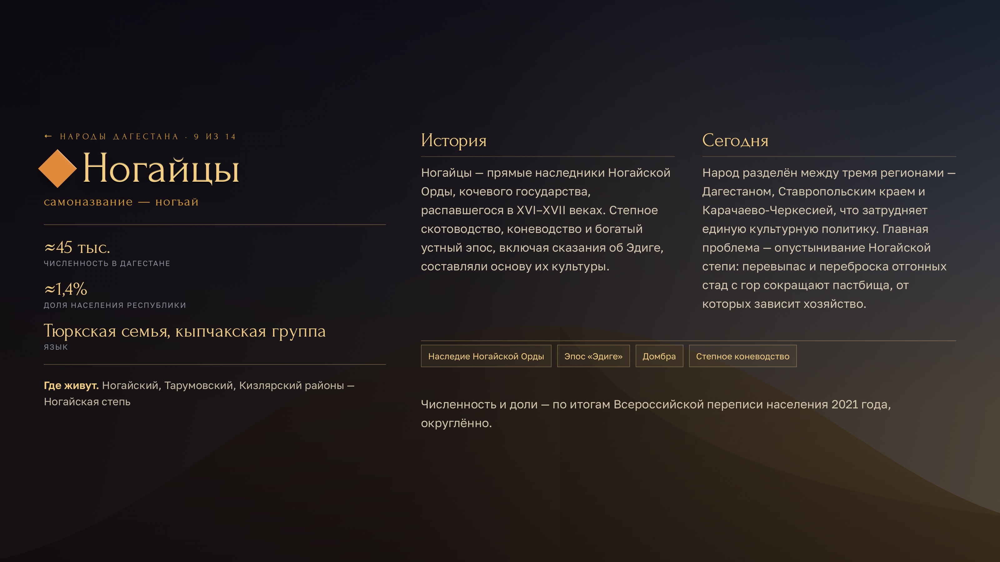 ← НАРОДЫ ДАГЕСТАНА · 9 ИЗ 14
Ногайцы
самоназвание — ногъай
≈45 тыс.
ЧИСЛЕННОСТЬ В ДАГЕСТАНЕ
≈1,4%
ДОЛЯ НАСЕЛЕНИЯ РЕСПУБЛИКИ
Тюркская семья, кыпчакская группа
ЯЗЫК
Где живут. Ногайский, Тарумовский, Кизлярский районы —
Ногайская степь
История
Ногайцы — прямые наследники Ногайской
Орды, кочевого государства,
распавшегося в XVI–XVII веках. Степное
скотоводство, коневодство и богатый
устный эпос, включая сказания об Эдиге,
составляли основу их культуры.
Сегодня
Народ разделён между тремя регионами —
Дагестаном, Ставропольским краем и
Карачаево-Черкесией, что затрудняет
единую культурную политику. Главная
проблема — опустынивание Ногайской
степи: перевыпас и переброска отгонных
стад с гор сокращают пастбища, от
которых зависит хозяйство.
Наследие Ногайской Орды
Эпос «Эдиге»
Домбра
Степное коневодство
Численность и доли — по итогам Всероссийской переписи населения 2021 года,
округлённо.